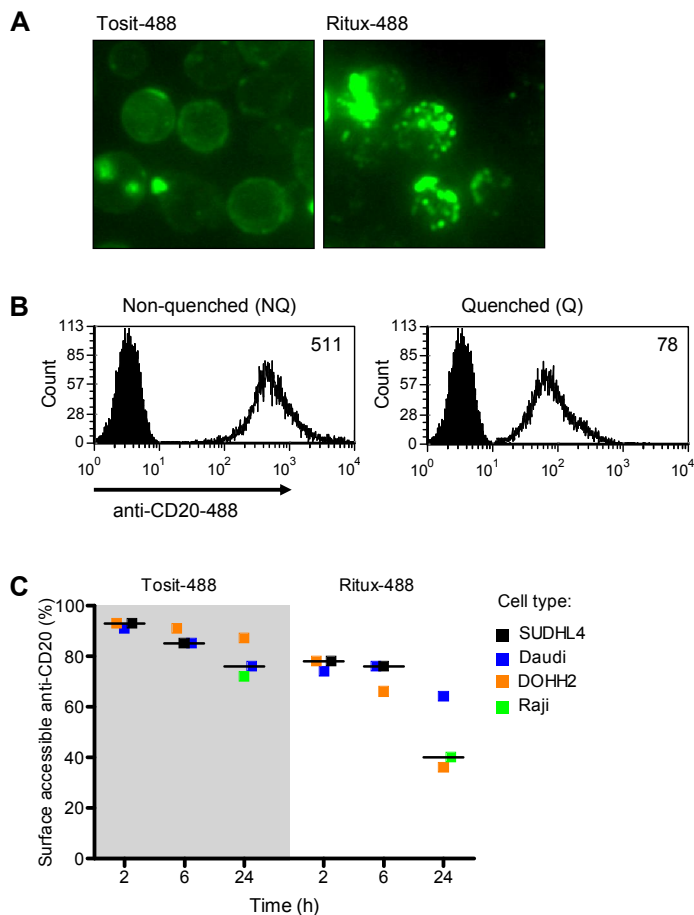 A
Tosit-488
Ritux-488
B
Non-quenched (NQ)
Quenched (Q)
Count
113
85
57
28
0
511
10^0
10^1
10^2
10^3
10^4
anti-CD20-488
Count
113
85
57
28
0
78
10^0
10^1
10^2
10^3
10^4
C
Tosit-488
Ritux-488
Surface accessible anti-CD20 (%)
100
80
60
40
20
0
2
6
24
2
6
24
Time (h)
Cell type:
SUDHL4
Daudi
DOHH2
Raji